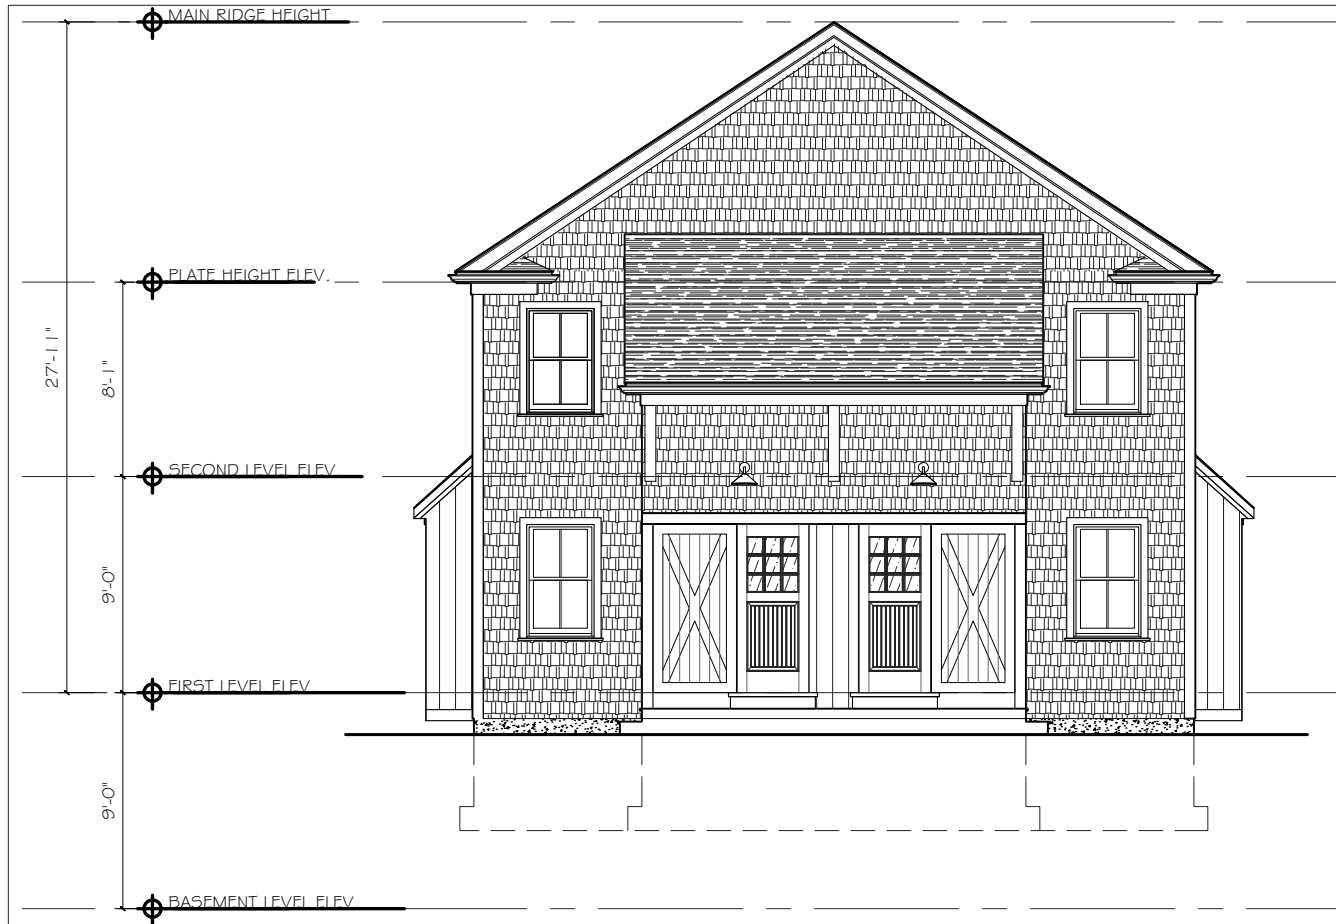 MAIN RIDGE HEIGHT
PLATE HEIGHT ELEV.
27'-11"
8'-1"
SECOND LEVEL ELEV.
9'-0"
FIRST LEVEL ELEV.
9'-0"
BASEMENT LEVEL ELEV.